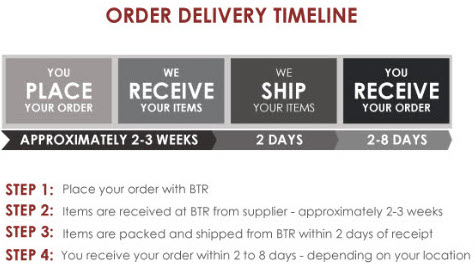 ORDER DELIVERY TIMELINE
YOU
PLACE
YOUR ORDER
WE
RECEIVE
YOUR ITEMS
WE
SHIP
YOUR ITEMS
YOU
RECEIVE
YOUR ORDER
APPROXIMATELY 2-3 WEEKS
2 DAYS
2-8 DAYS
STEP 1: Place your order with BTR
STEP 2: Items are received at BTR from supplier - approximately 2-3 weeks
STEP 3: Items are packed and shipped from BTR within 2 days of receipt
STEP 4: You receive your order within 2 to 8 days - depending on your location